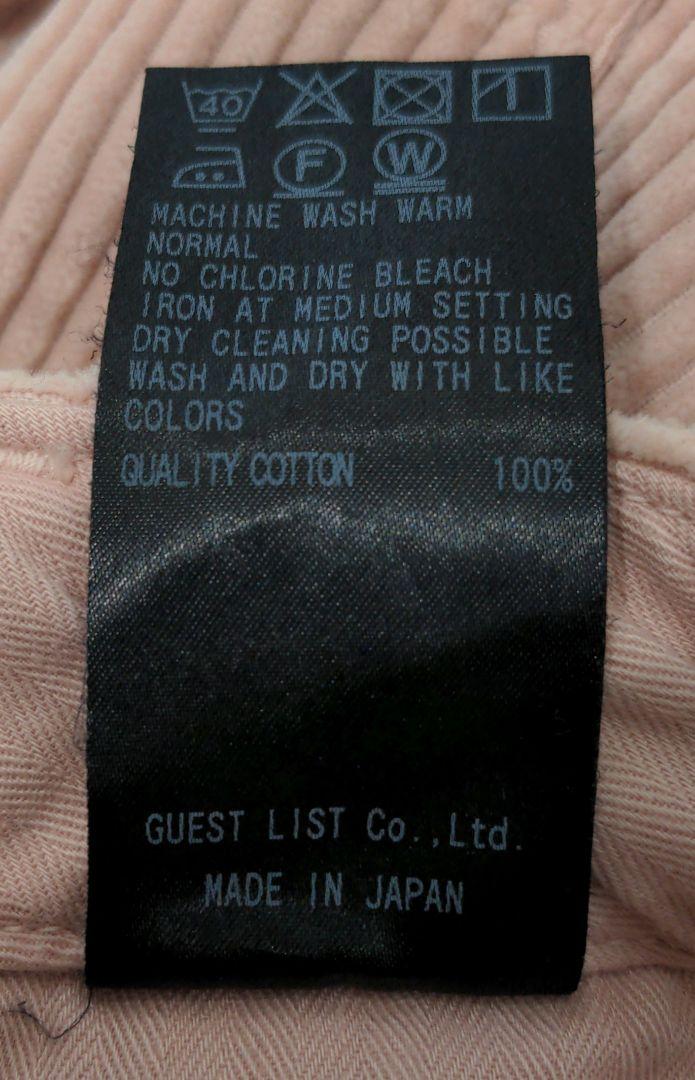 40
F W
MACHINE WASH WARM
NORMAL
NO CHLORINE BLEACH
IRON AT MEDIUM SETTING
DRY CLEANING POSSIBLE
WASH AND DRY WITH LIKE
COLORS
QUALITY COTTON 100%
GUEST LIST Co.,Ltd.
MADE IN JAPAN